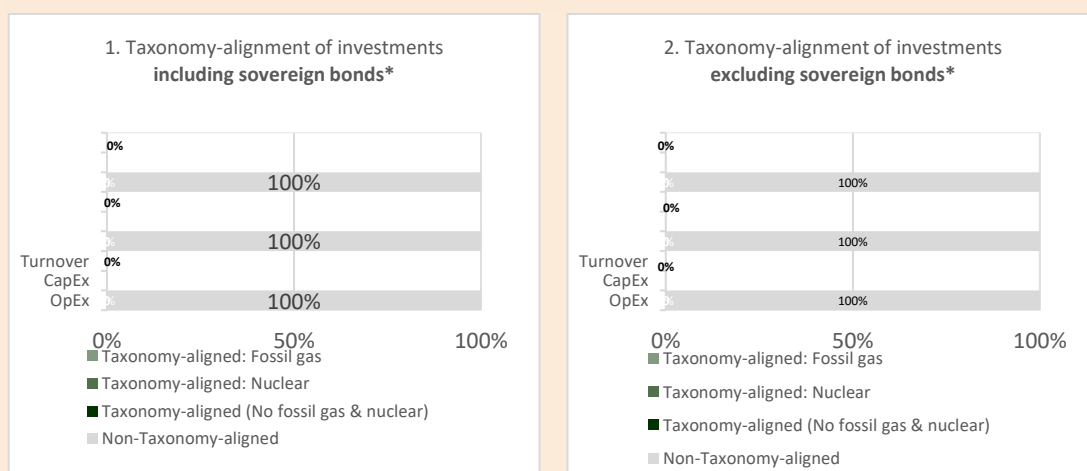 1. Taxonomy-alignment of investments
including sovereign bonds*
0%
100%
0%
100%
Turnover
0%
CapEx
OpEx
100%
0%
50%
100%
Taxonomy-aligned: Fossil gas
Taxonomy-aligned: Nuclear
Taxonomy-aligned (No fossil gas & nuclear)
Non-Taxonomy-aligned
2. Taxonomy-alignment of investments
excluding sovereign bonds*
0%
100%
0%
100%
Turnover
0%
CapEx
OpEx
100%
0%
50%
100%
Taxonomy-aligned: Fossil gas
Taxonomy-aligned: Nuclear
Taxonomy-aligned (No fossil gas & nuclear)
Non-Taxonomy-aligned